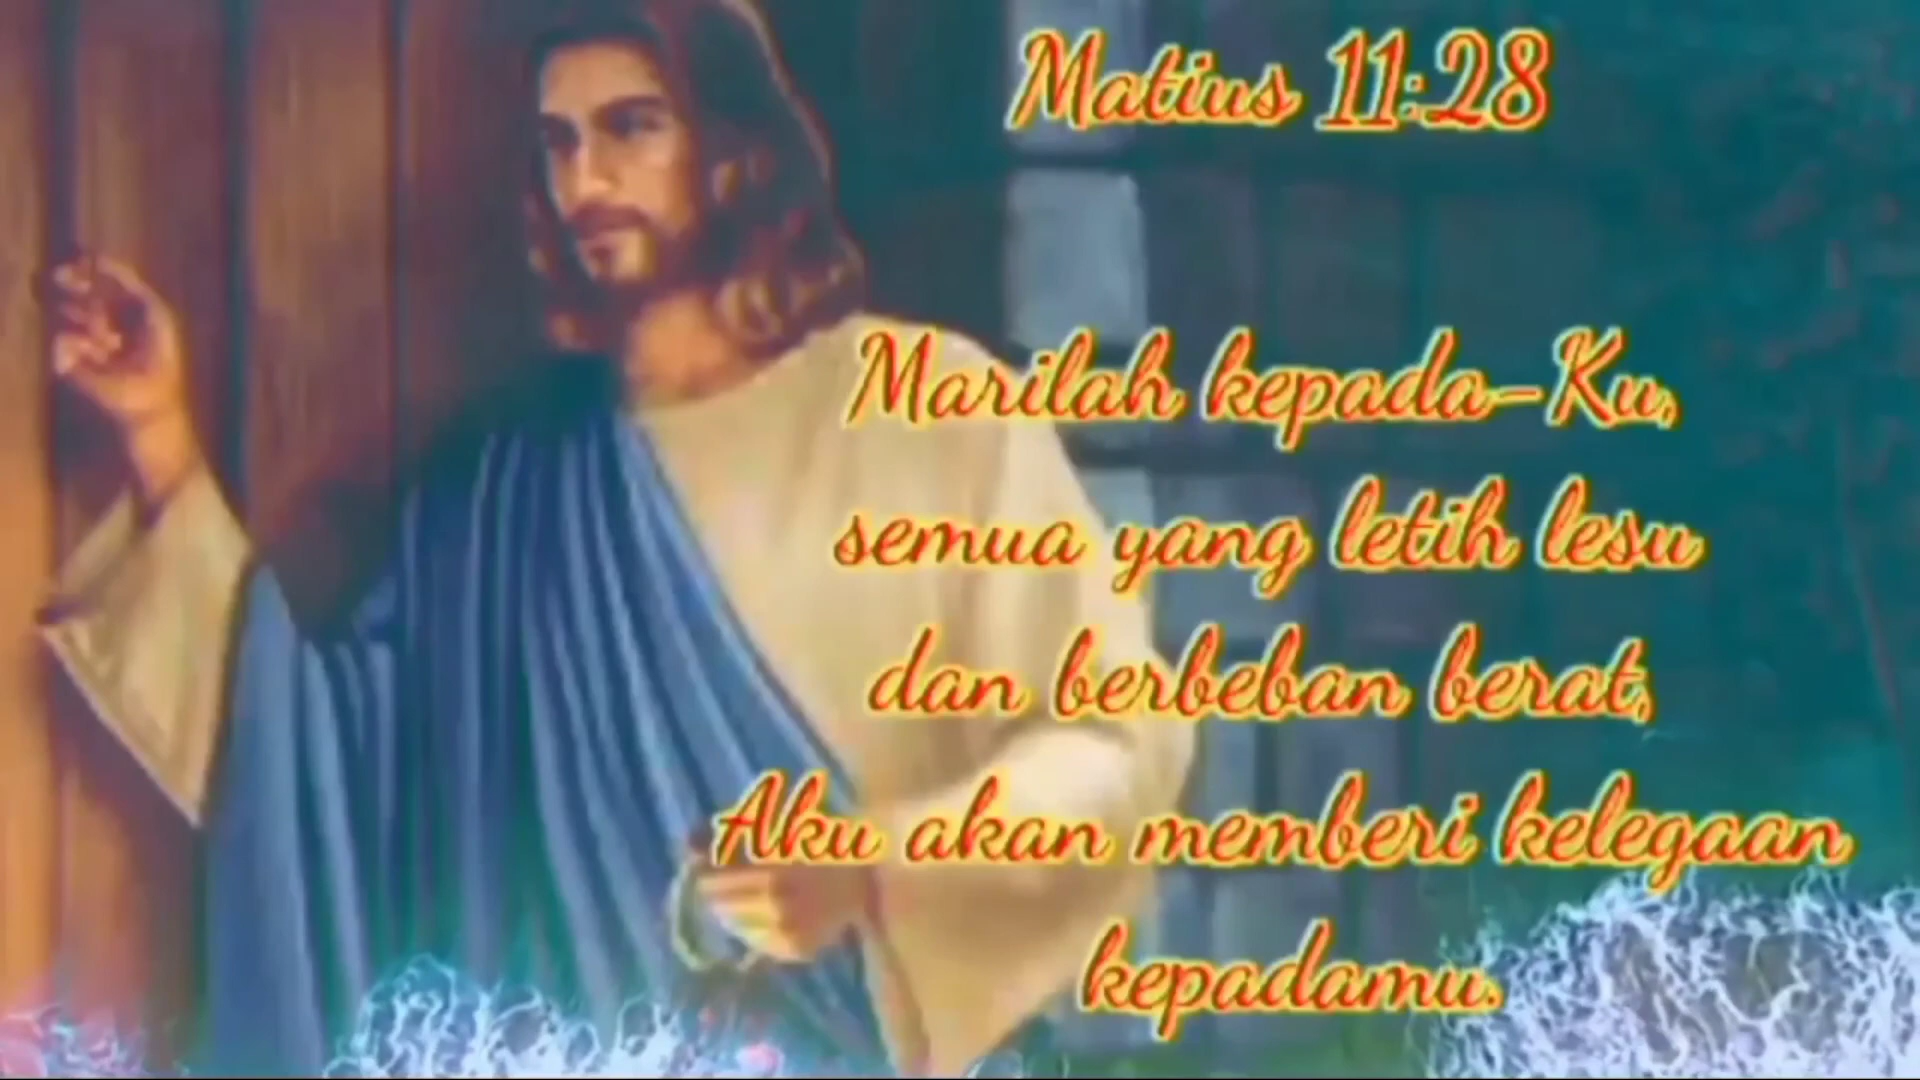 Matius 11:28
Marilah kepada-Ku,
semua yang letih lesu
dan berbeban berat,
Aku akan memberi kelegaan
kepadamu.